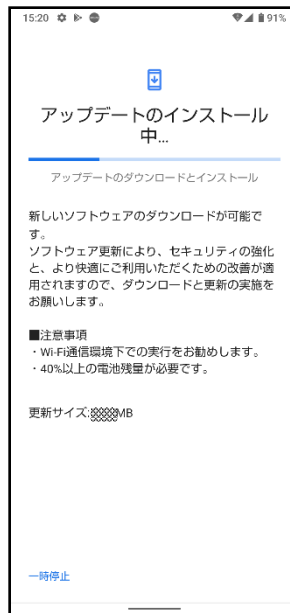 15:20
91%
アップデートのインストール
中...
アップデートのダウンロードとインストール
新しいソフトウェアのダウンロードが可能で
す。
ソフトウェア更新により、セキュリティの強化
と、より快適にご利用いただくための改善が適
用されますので、ダウンロードと更新の実施を
お願いします。
■注意事項
・Wi-Fi通信環境下での実行をお勧めします。
・40%以上の電池残量が必要です。
更新サイズ:MB
一時停止